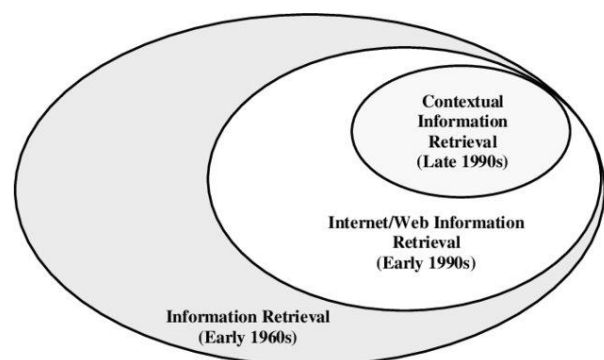 Contextual
Information
Retrieval
(Late 1990s)
Internet/Web Information
Retrieval
(Early 1990s)
Information Retrieval
(Early 1960s)